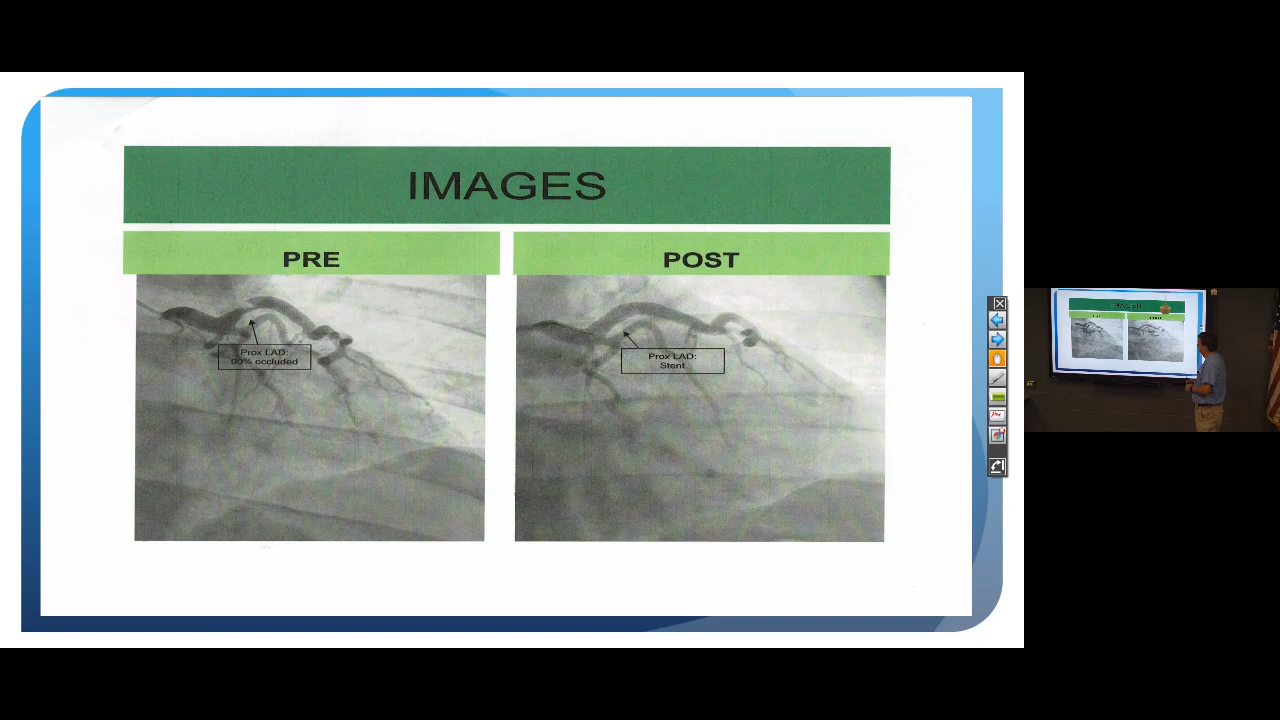 IMAGES
PRE
POST
Prox LAD:
90% occluded
Prox LAD:
Stent